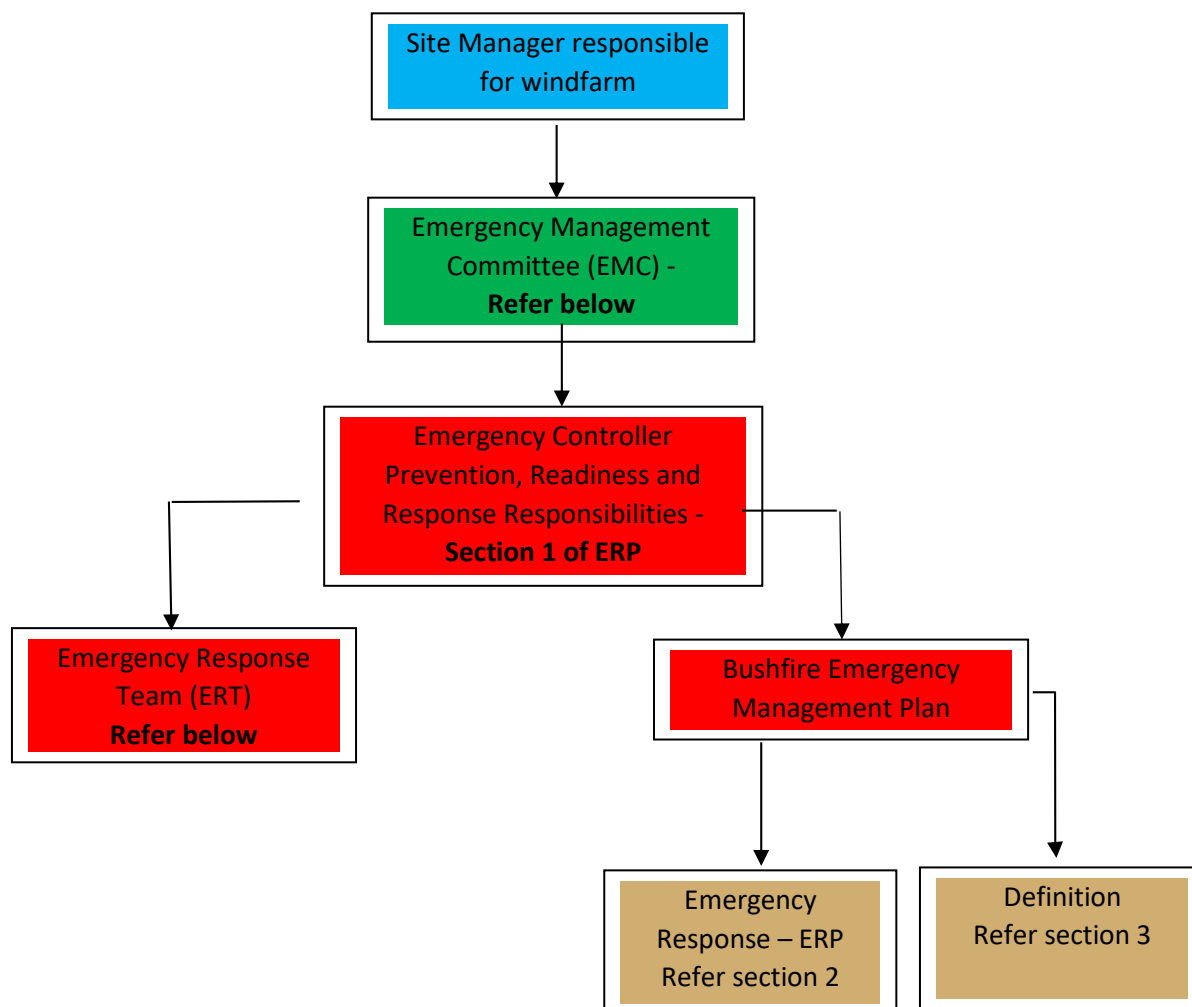 Site Manager responsible
for windfarm
Emergency Management
Committee (EMC) -
Refer below
Emergency Controller
Prevention, Readiness and
Response Responsibilities -
Section 1 of ERP
Emergency Response
Team (ERT)
Refer below
Bushfire Emergency
Management Plan
Emergency
Response – ERP
Refer section 2
Definition
Refer section 3